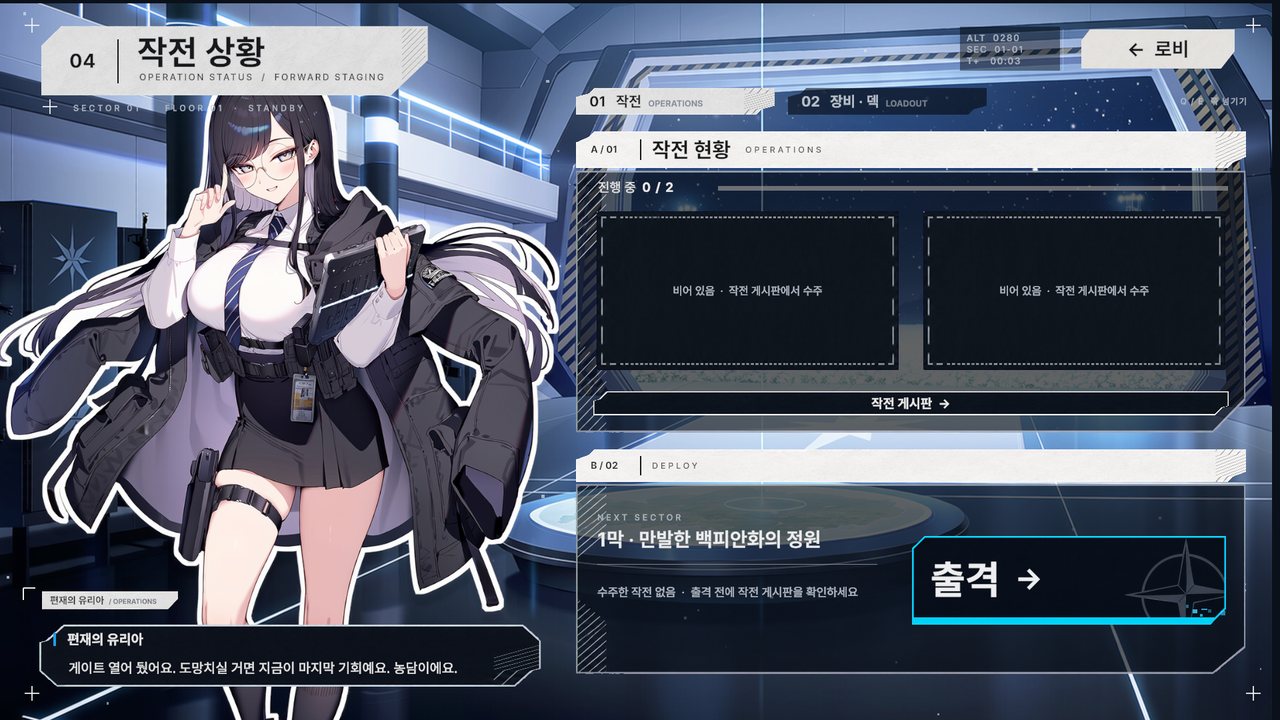 04
작전 상황
OPERATION STATUS / FORWARD STAGING
SECTOR 01 · FLOOR 01 · STANDBY
ALT 0280
SEC 01-01
T+ 00:03
← 로비
01 작전 OPERATIONS
02 장비 · 덱 LOADOUT
넘기기
A / 01
작전 현황 OPERATIONS
진행 중 0 / 2
비어 있음 · 작전 게시판에서 수주
비어 있음 · 작전 게시판에서 수주
작전 게시판 →
B / 02
DEPLOY
NEXT SECTOR
1막 · 만발한 백피안화의 정원
수주한 작전 없음 · 출격 전에 작전 게시판을 확인하세요
출격 →
편재의 유리아 / OPERATIONS
편재의 유리아
게이트 열어 뒀어요. 도망치실 거면 지금이 마지막 기회예요. 농담이에요.